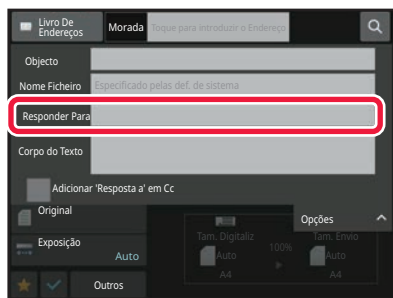 Livro De
Endereços
Morada
Toque para introduzir o Endereço
Objecto
Nome Ficheiro
Especificado pelas def. de sistema
Responder Para
Corpo do Texto
Adicionar 'Resposta a' em Cc
Original
Opções
Exposição
Auto
Tam. Digitaliz
100%
Tam. Envio
Auto
Auto
A4
A4
Outros